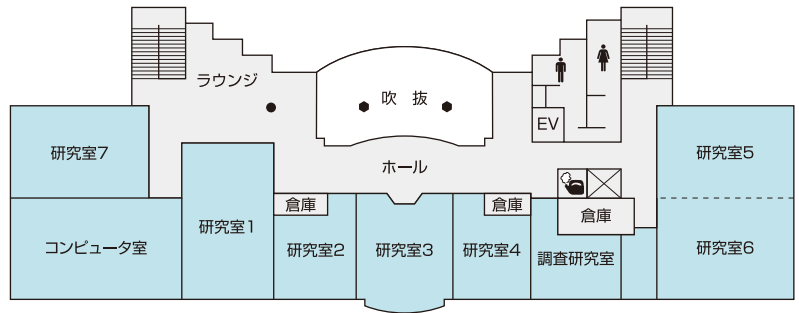 ラウンジ
吹 抜
EV
研究室7
ホール
研究室5
倉庫
倉庫
倉庫
コンピュータ室
研究室1
研究室2
研究室3
研究室4
調査研究室
研究室6